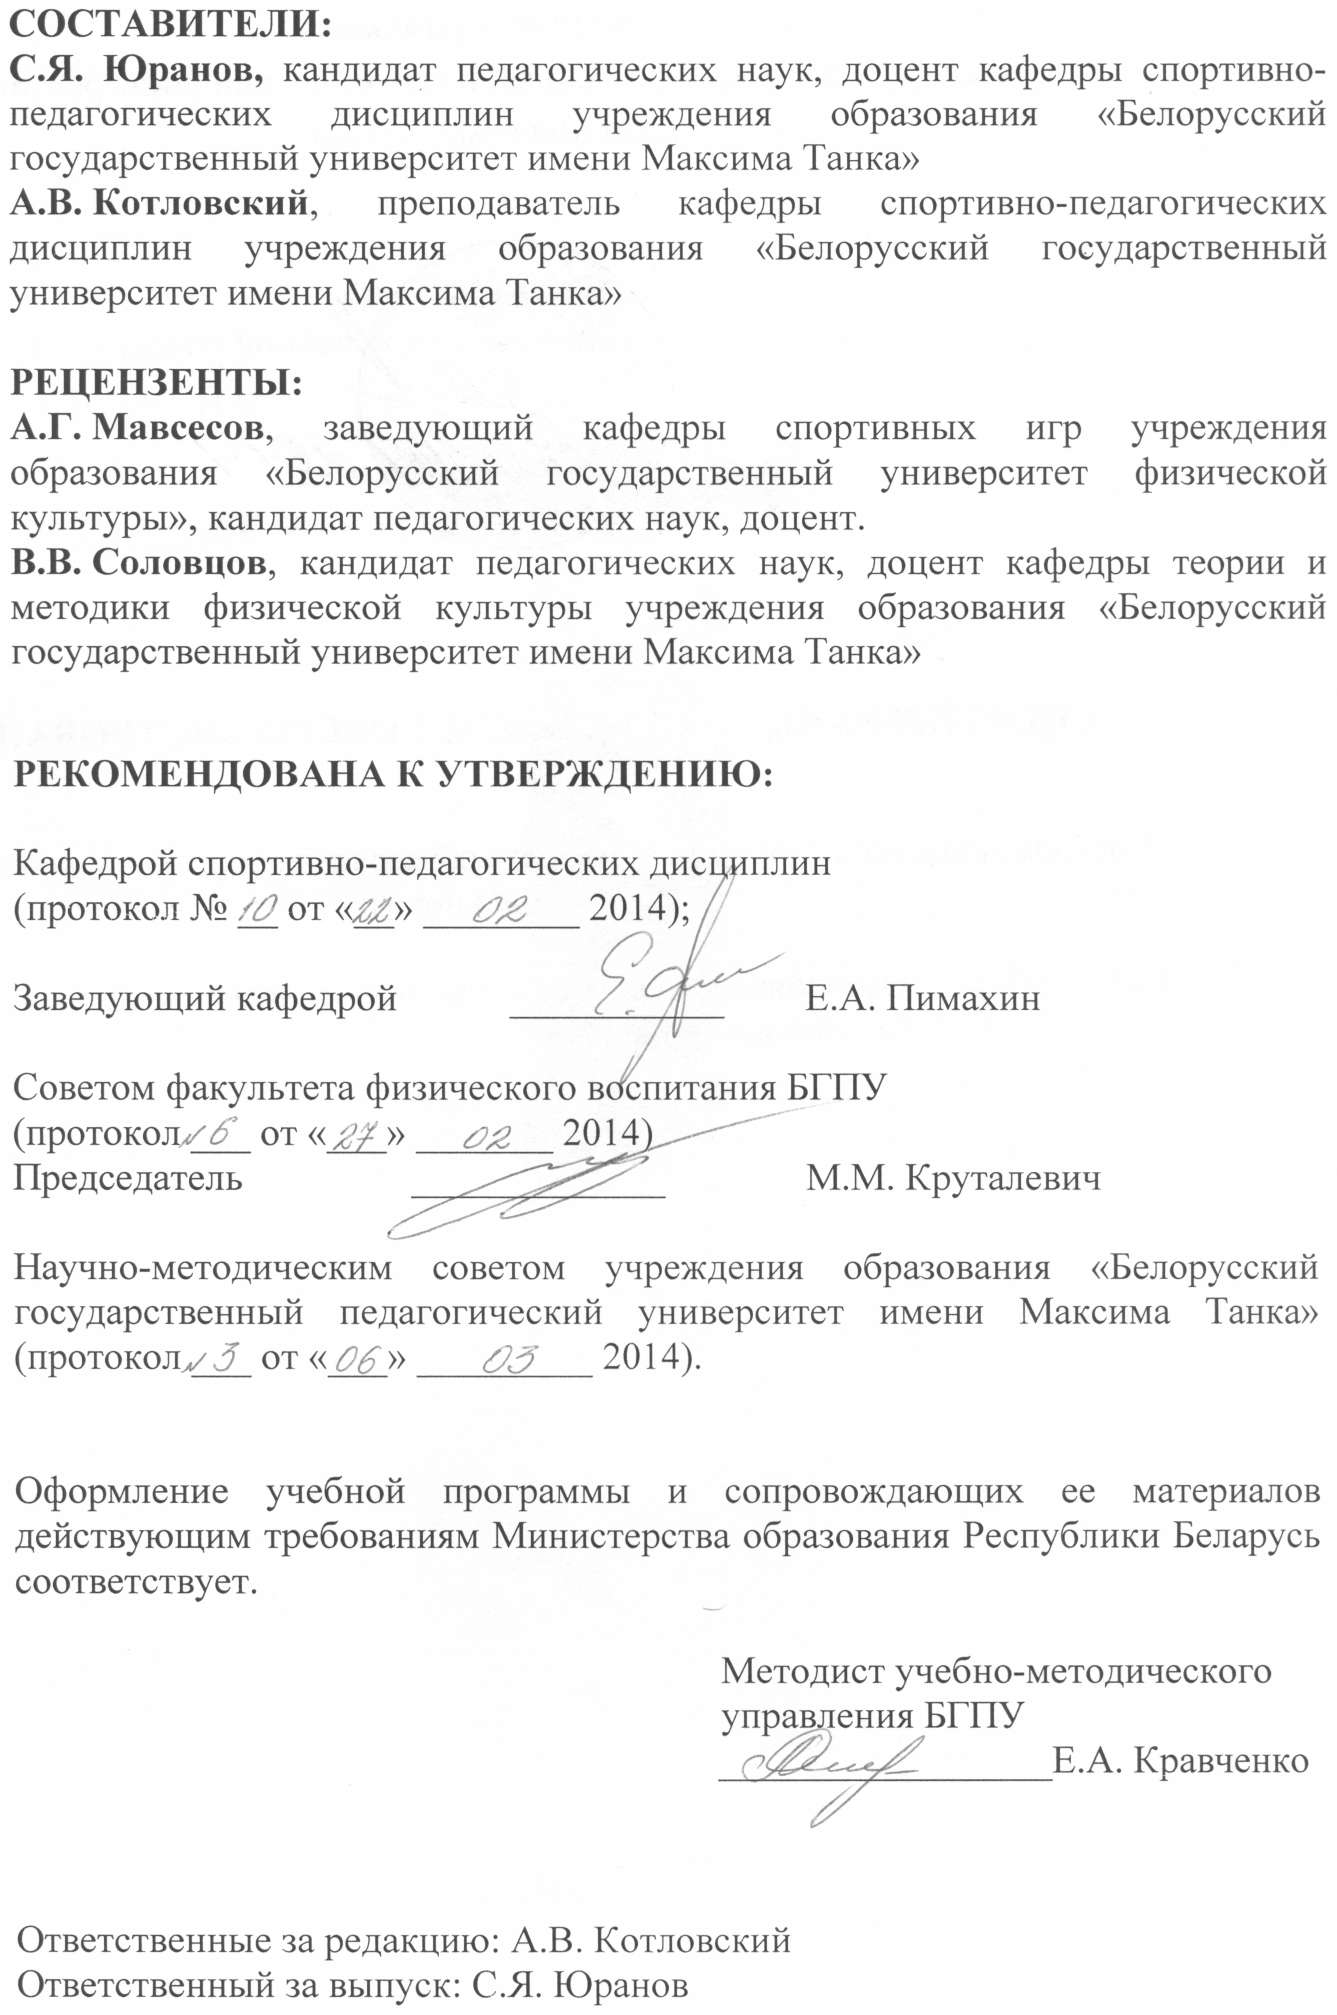 СОСТАВИТЕЛИ:
С.Я. Юранов, кандидат педагогических наук, доцент кафедры спортивно-
педагогических дисциплин учреждения образования «Белорусский
государственный университет имени Максима Танка»
А.В. Котловский, преподаватель кафедры спортивно-педагогических
дисциплин учреждения образования «Белорусский государственный
университет имени Максима Танка»
РЕЦЕНЗЕНТЫ:
А.Г. Мавсесов, заведующий кафедры спортивных игр учреждения
образования «Белорусский государственный университет физической
культуры», кандидат педагогических наук, доцент.
В.В. Соловцов, кандидат педагогических наук, доцент кафедры теории и
методики физической культуры учреждения образования «Белорусский
государственный университет имени Максима Танка»
РЕКОМЕНДОВАНА К УТВЕРЖДЕНИЮ:
Кафедрой спортивно-педагогических дисциплин
(протокол № 10 от «22» 02 2014);
Заведующий кафедрой Е.А. Пимахин
Советом факультета физического воспитания БГПУ
(протокол № 6 от «27» 02 2014)
Председатель М.М. Круталевич
Научно-методическим советом учреждения образования «Белорусский
государственный педагогический университет имени Максима Танка»
(протокол № 3 от «06» 03 2014).
Оформление учебной программы и сопровождающих ее материалов
действующим требованиям Министерства образования Республики Беларусь
соответствует.
Методист учебно-методического
управления БГПУ
Е.А. Кравченко
Ответственные за редакцию: А.В. Котловский
Ответственный за выпуск: С.Я. Юранов